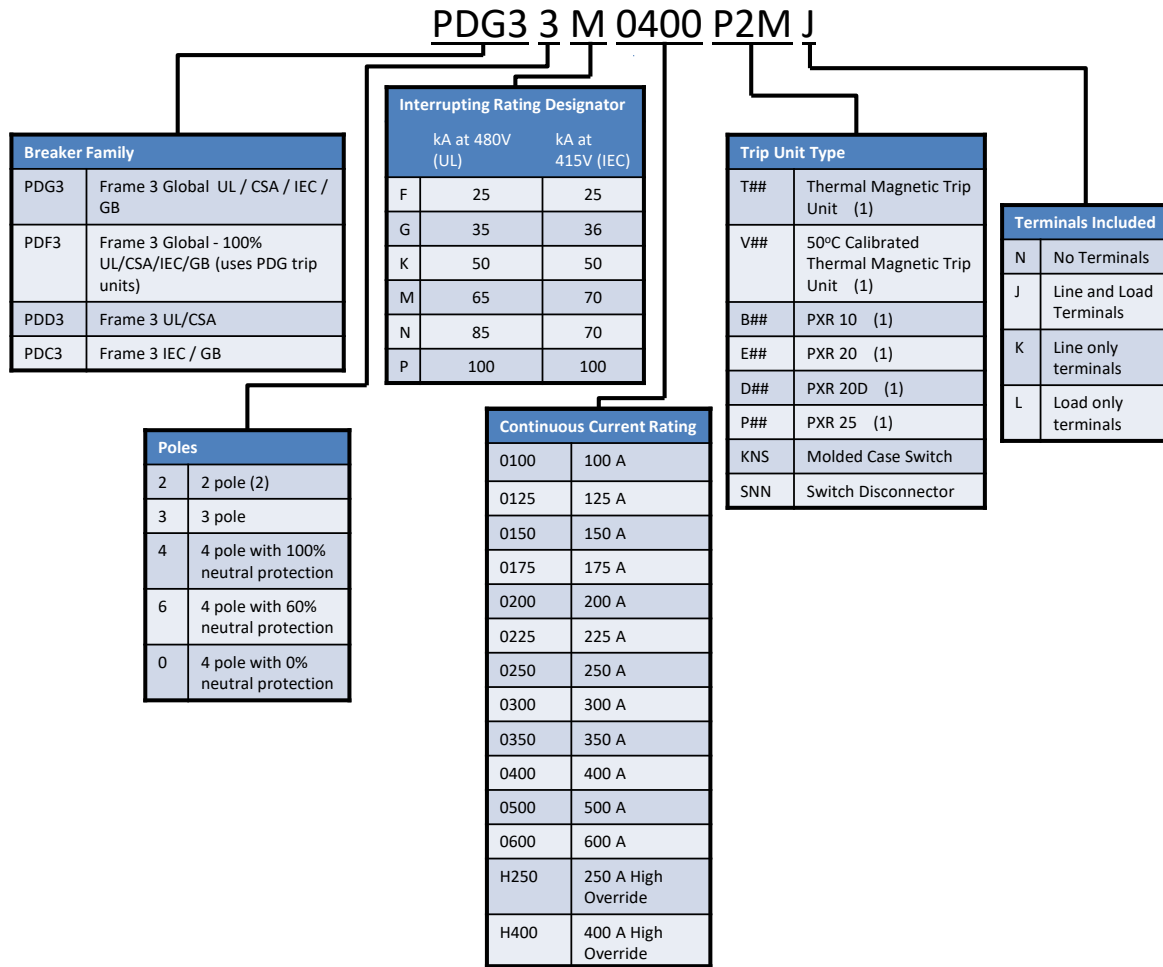 PDG3 3 M 0400 P2M J
Breaker Family
PDG3 Frame 3 Global UL / CSA / IEC /
GB
PDF3 Frame 3 Global - 100%
UL/CSA/IEC/GB (uses PDG trip
units)
PDD3 Frame 3 UL/CSA
PDC3 Frame 3 IEC / GB
Poles
2 2 pole (2)
3 3 pole
4 4 pole with 100%
neutral protection
6 4 pole with 60%
neutral protection
0 4 pole with 0%
neutral protection
Interrupting Rating Designator
kA at 480V
(UL)
kA at
415V (IEC)
F 25 25
G 35 36
K 50 50
M 65 70
N 85 70
P 100 100
Continuous Current Rating
0100 100 A
0125 125 A
0150 150 A
0175 175 A
0200 200 A
0225 225 A
0250 250 A
0300 300 A
0350 350 A
0400 400 A
0500 500 A
0600 600 A
H250 250 A High
Override
H400 400 A High
Override
Trip Unit Type
T## Thermal Magnetic Trip
Unit (1)
V## 50ºC Calibrated
Thermal Magnetic Trip
Unit (1)
B## PXR 10 (1)
E## PXR 20 (1)
D## PXR 20D (1)
P## PXR 25 (1)
KNS Molded Case Switch
SNN Switch Disconnector
Terminals Included
N No Terminals
J Line and Load
Terminals
K Line only
terminals
L Load only
terminals